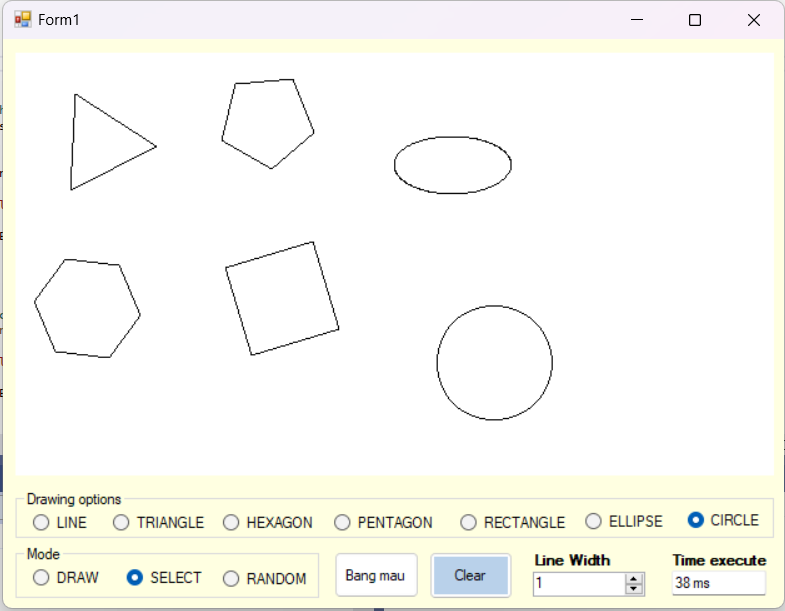 Form1
Drawing options
LINE TRIANGLE HEXAGON PENTAGON RECTANGLE ELLIPSE CIRCLE
Mode
DRAW SELECT RANDOM
Bang mau
Clear
Line Width
1
Time execute
38 ms